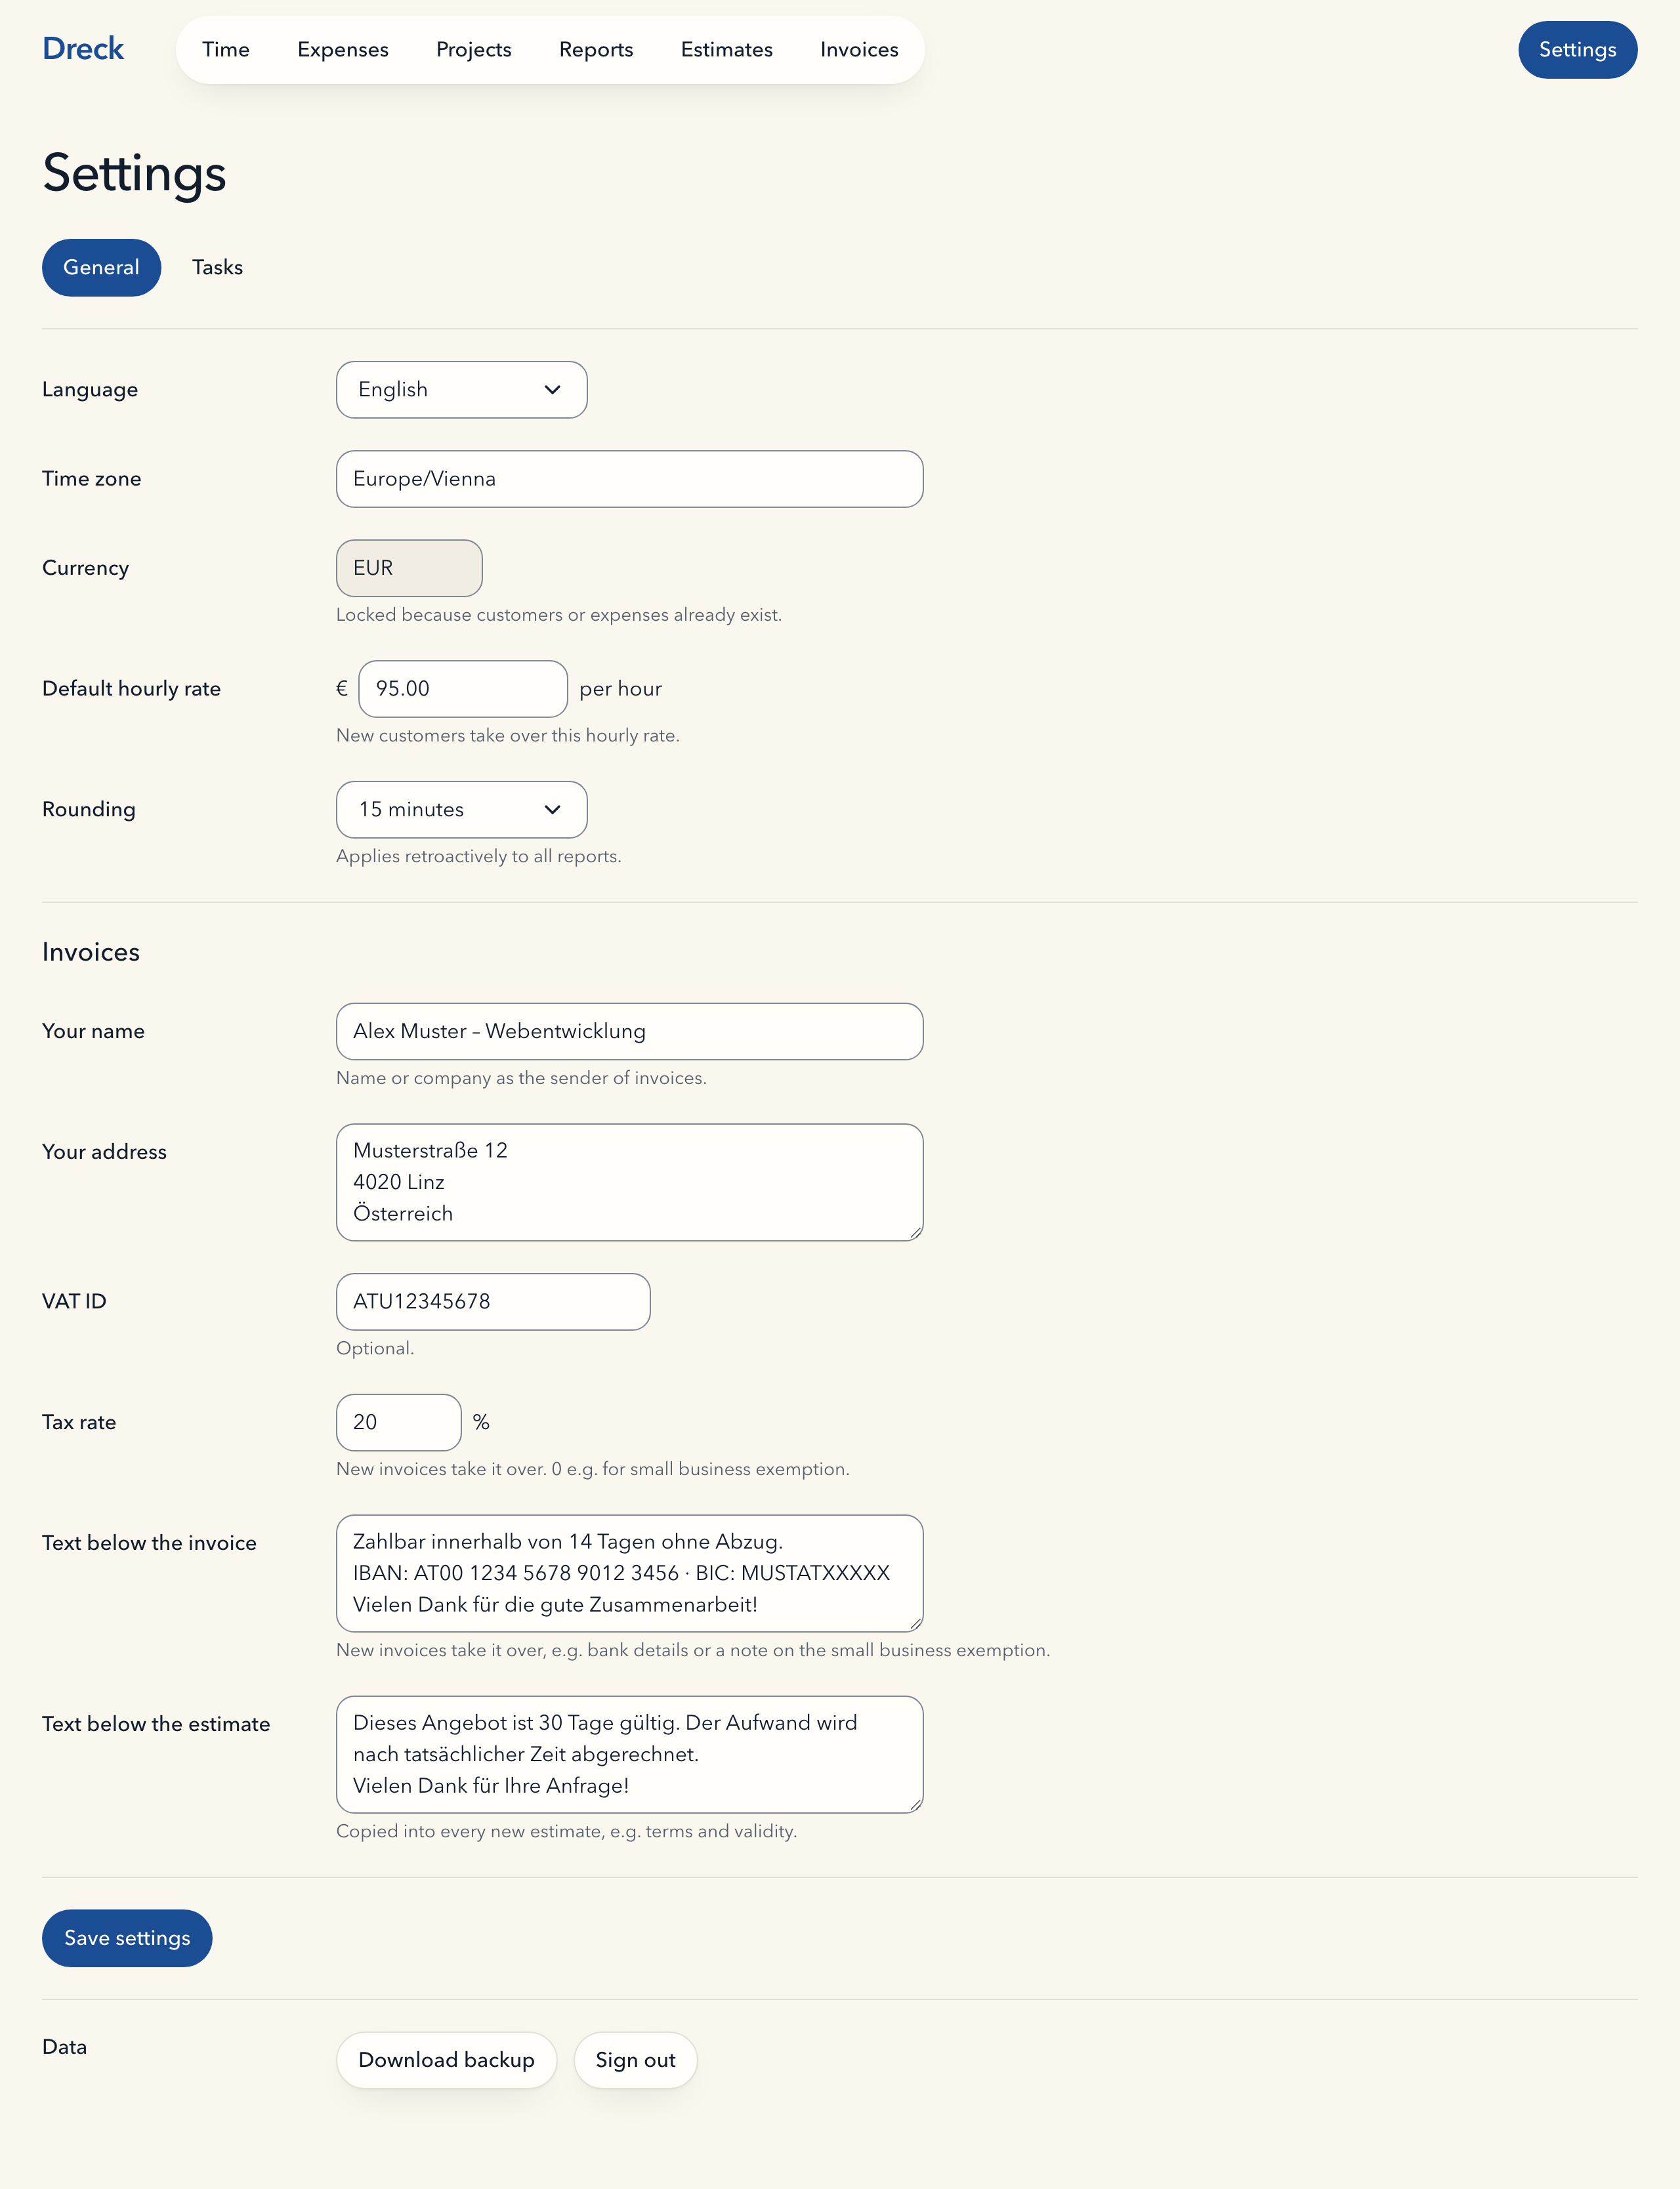 Dreck
Time Expenses Projects Reports Estimates Invoices
Settings
Settings
General Tasks
Language English
Time zone Europe/Vienna
Currency EUR
Locked because customers or expenses already exist.
Default hourly rate € 95.00 per hour
New customers take over this hourly rate.
Rounding 15 minutes
Applies retroactively to all reports.
Invoices
Your name Alex Muster – Webentwicklung
Name or company as the sender of invoices.
Your address Musterstraße 12
4020 Linz
Österreich
VAT ID ATU12345678
Optional.
Tax rate 20 %
New invoices take it over. 0 e.g. for small business exemption.
Text below the invoice Zahlbar innerhalb von 14 Tagen ohne Abzug.
IBAN: AT00 1234 5678 9012 3456 · BIC: MUSTATXXXXX
Vielen Dank für die gute Zusammenarbeit!
New invoices take it over, e.g. bank details or a note on the small business exemption.
Text below the estimate Dieses Angebot ist 30 Tage gültig. Der Aufwand wird
nach tatsächlicher Zeit abgerechnet.
Vielen Dank für Ihre Anfrage!
Copied into every new estimate, e.g. terms and validity.
Save settings
Data Download backup Sign out